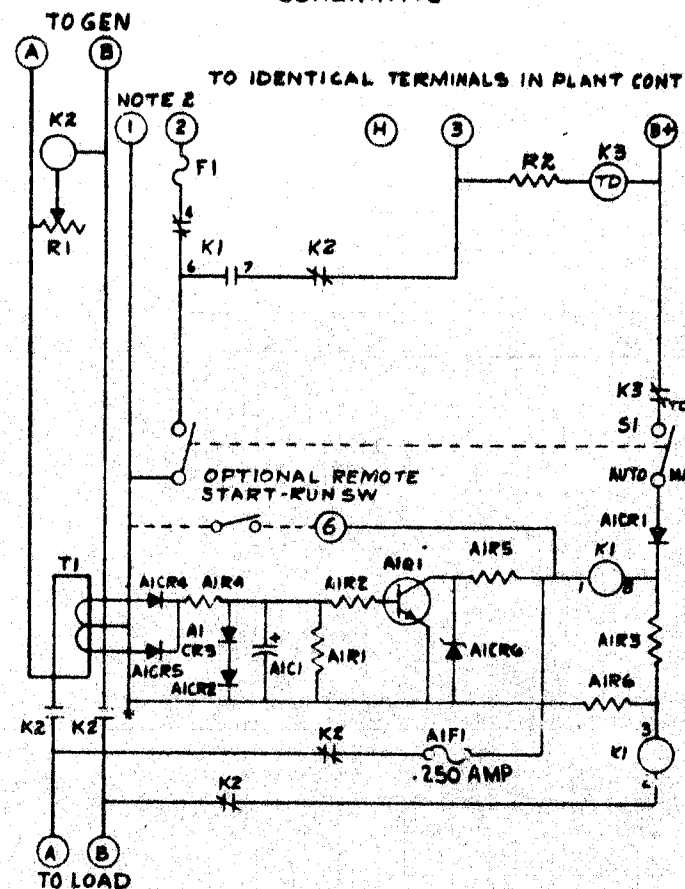 TO GEN
A B
TO IDENTICAL TERMINALS IN PLANT CONT
NOTE 2
1 2 H 3 B+
K2
F1
R2 K3
TD
R1
4
K1 K2
6 7
K3
TD
S1
OPTIONAL REMOTE
START-RUN SW
AUTO
6
A1CR1
T1
A1CR4 A1R4 A1R2 A1Q1 A1R5 K1
1 8
A1
CR3
A1C1
+
A1R1
A1CR6
A1R3
A1CR5
A1CR2
A1R6
K2 K2
*
K2 A1F1
.250 AMP
3
K1
K2
A B
TO LOAD